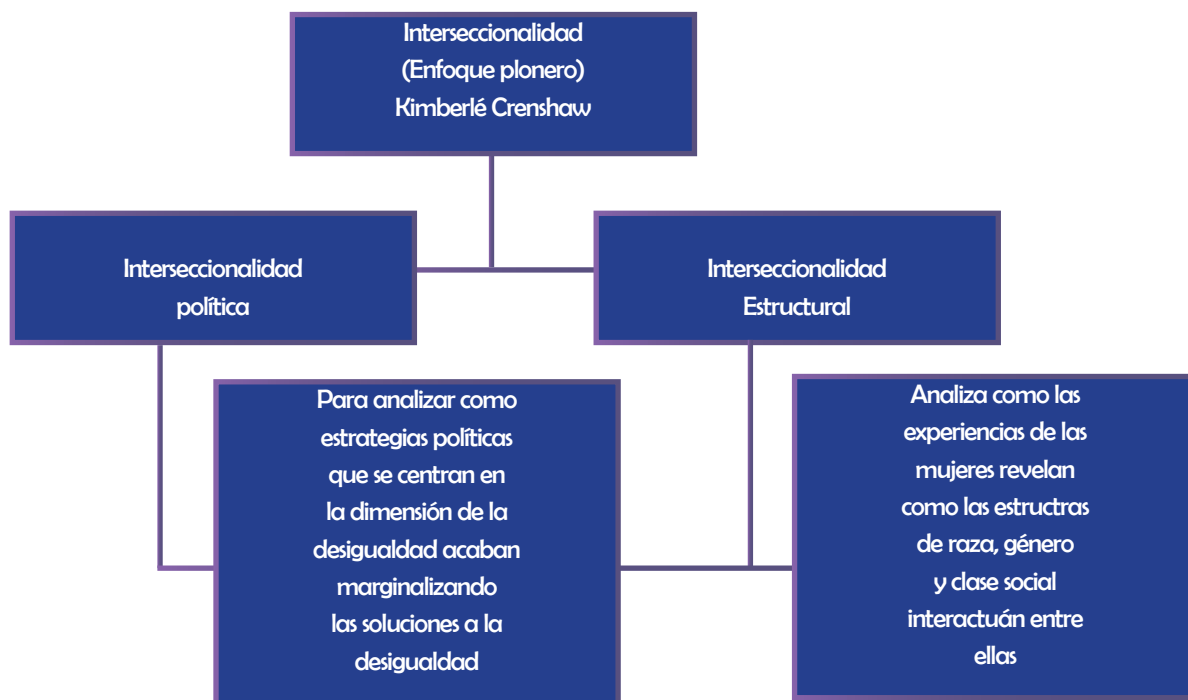 Interseccionalidad
(Enfoque plonero)
Kimberlé Crenshaw
Interseccionalidad
política
Interseccionalidad
Estructural
Para analizar como
estrategias políticas
que se centran en
la dimensión de la
desigualdad acaban
marginalizando
las soluciones a la
desigualdad
Analiza como las
experiencias de las
mujeres revelan
como las estructras
de raza, género
y clase social
interactuán entre
ellas